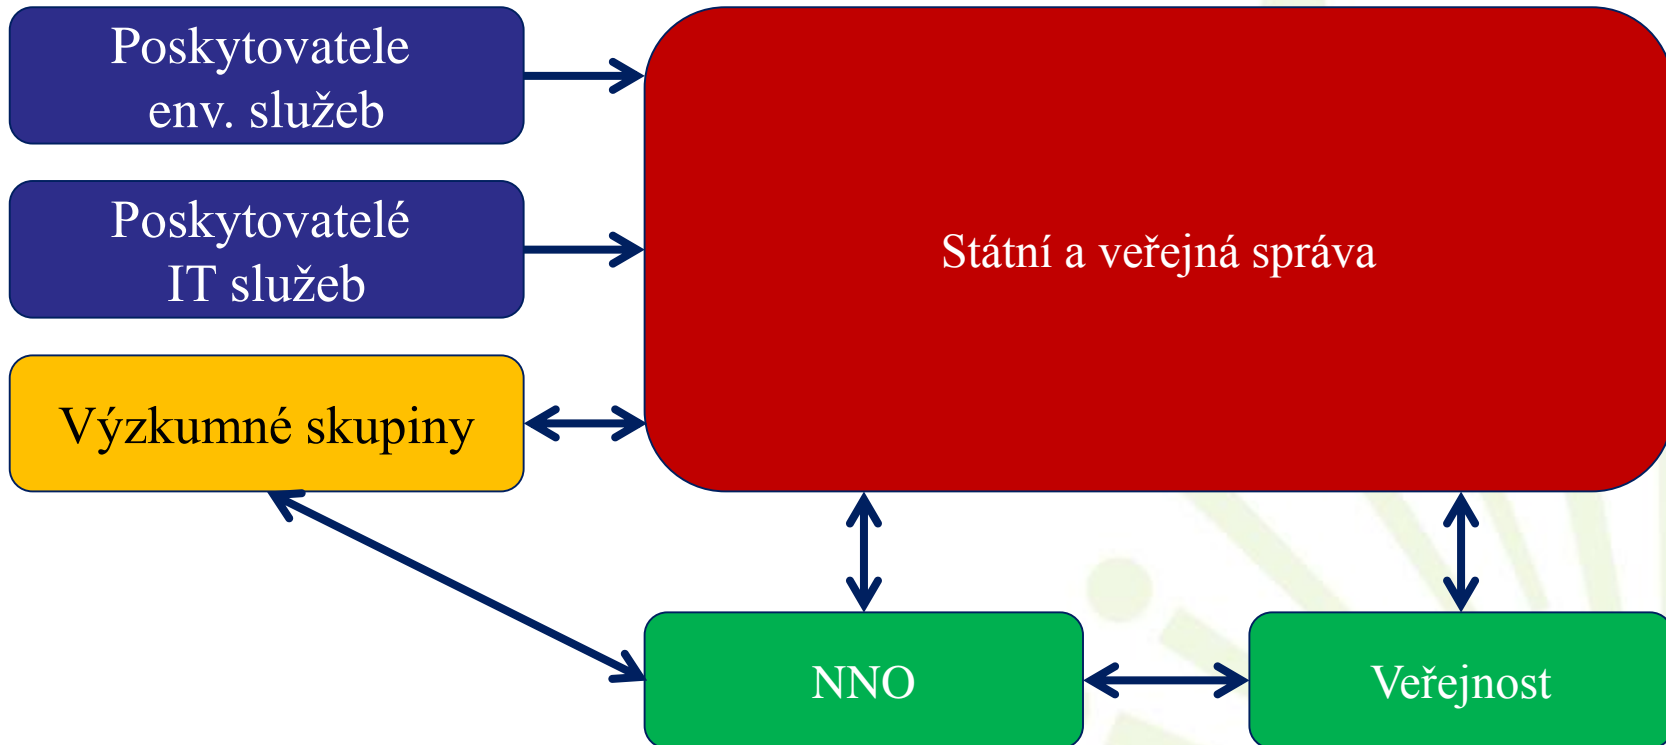 Poskytovatele
env. služeb
Poskytovatelé
IT služeb
Státní a veřejná správa
Výzkumné skupiny
NNO
Veřejnost